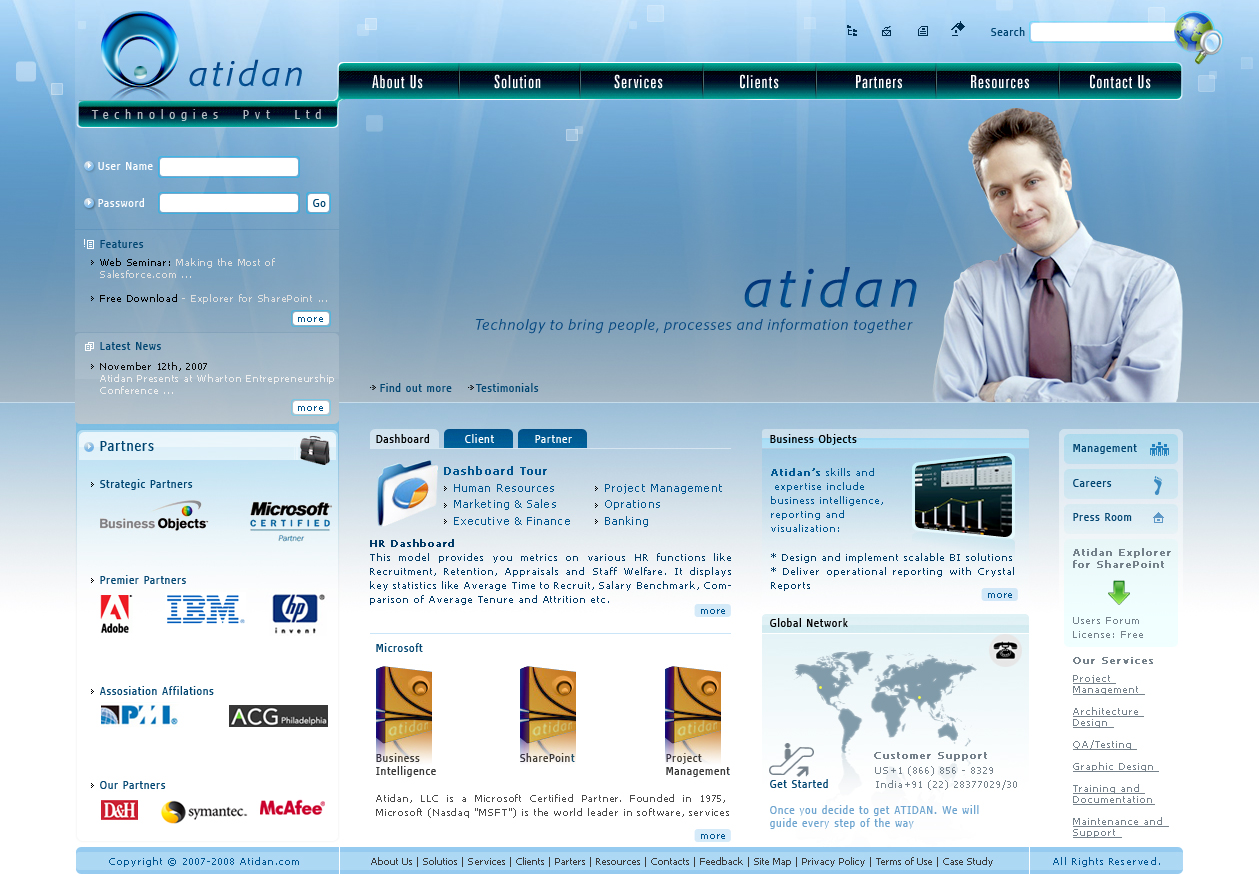 atidan
Technologies Pvt Ltd
Search
About Us
Solution
Services
Clients
Partners
Resources
Contact Us
User Name
Password
Go
Features
Web Seminar: Making the Most of
Salesforce.com ...
Free Download - Explorer for SharePoint ...
more
Latest News
November 12th, 2007
Atidan Presents at Wharton Entrepreneurship
Conference ...
more
atidan
Technolgy to bring people, processes and information together
Find out more
Testimonials
Partners
Strategic Partners
Business Objects
Microsoft
CERTIFIED
Partner
Premier Partners
Adobe
IBM
hp
invent
Assosiation Affilations
PMI
ACG Philadelphia
Our Partners
D&H
symantec.
McAfee
Dashboard
Client
Partner
Dashboard Tour
Human Resources
Project Management
Marketing & Sales
Oprations
Executive & Finance
Banking
HR Dashboard
This model provides you metrics on various HR functions like
Recruitment, Retention, Appraisals and Staff Welfare. It displays
key statistics like Average Time to Recruit, Salary Benchmark, Com-
parison of Average Tenure and Attrition etc.
more
Microsoft
atidan
Business
Intelligence
atidan
SharePoint
atidan
Project
Management
Atidan, LLC is a Microsoft Certified Partner. Founded in 1975,
Microsoft (Nasdaq "MSFT") is the world leader in software, services
more
Business Objects
Atidan's skills and
expertise include
business intelligence,
reporting and
visualization:
* Design and implement scalable BI solutions
* Deliver operational reporting with Crystal
Reports
more
Global Network
Get Started
Customer Support
US+1 (866) 856 - 8329
India+91 (22) 28377029/30
Once you decide to get ATIDAN. We will
guide every step of the way
Management
Careers
Press Room
Atidan Explorer
for SharePoint
Users Forum
License: Free
Our Services
Project
Management
Architecture
Design
QA/Testing
Graphic Design
Training and
Documentation
Maintenance and
Support
Copyright © 2007-2008 Atidan.com
About Us | Solutios | Services | Clients | Parters | Resources | Contacts | Feedback | Site Map | Privacy Policy | Terms of Use | Case Study
All Rights Reserved.